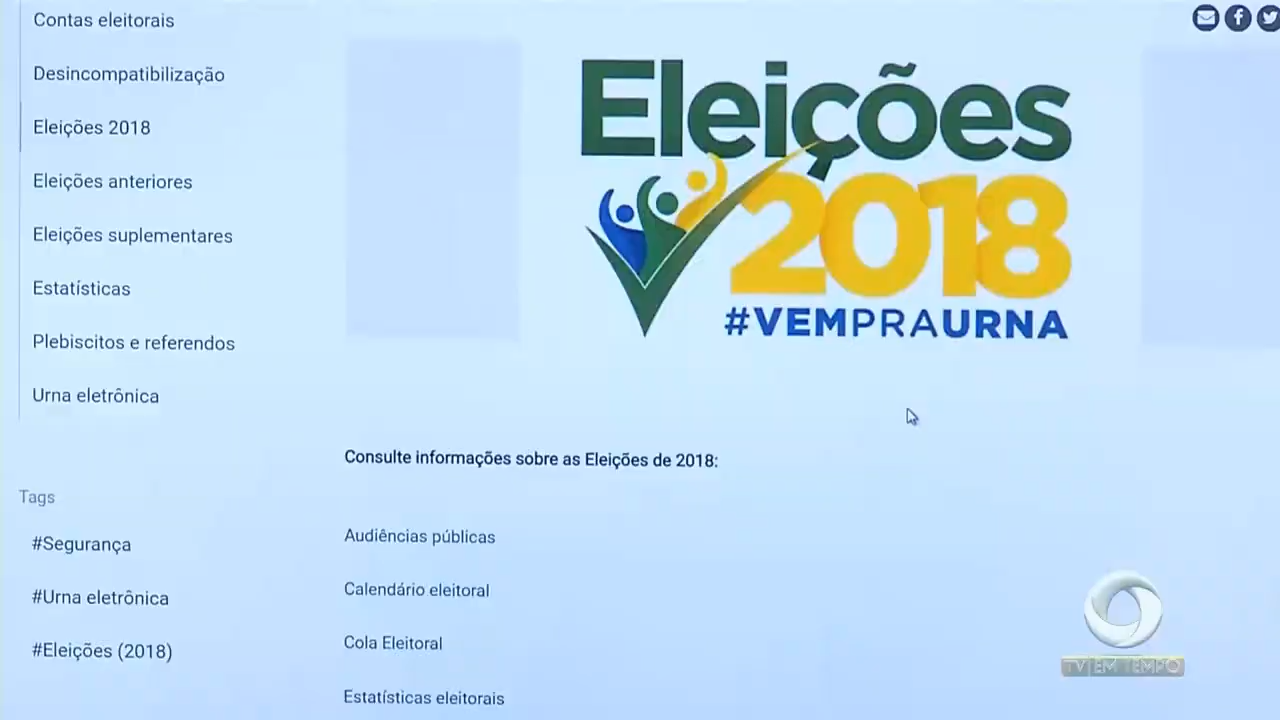 Contas eleitorais
Desincompatibilização
Eleições 2018
Eleições anteriores
Eleições suplementares
Estatísticas
Plebiscitos e referendos
Urna eletrônica
Tags
#Segurança
#Urna eletrônica
#Eleições (2018)
Eleições
2018
#VEMPRAURNA
Consulte informações sobre as Eleições de 2018:
Audiências públicas
Calendário eleitoral
Cola Eleitoral
Estatísticas eleitorais
TV EM TEMPO